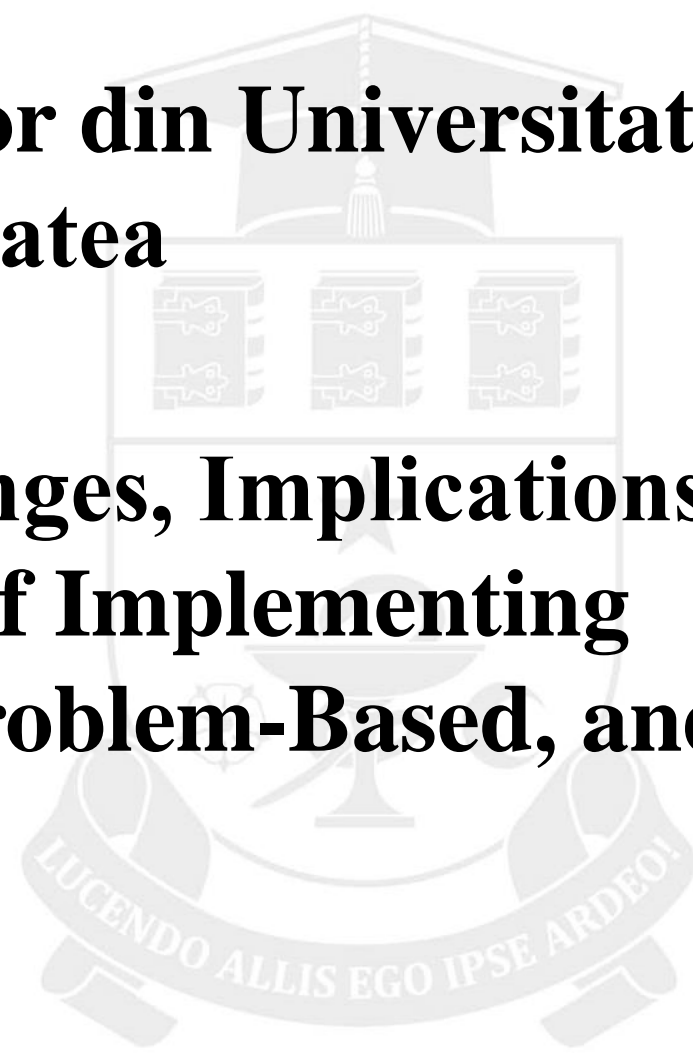 or din Universitat
atea
nges, Implications
f Implementing
roblem-Based, and
LUCENDO ALLIS EGO IPSE ARDEO!